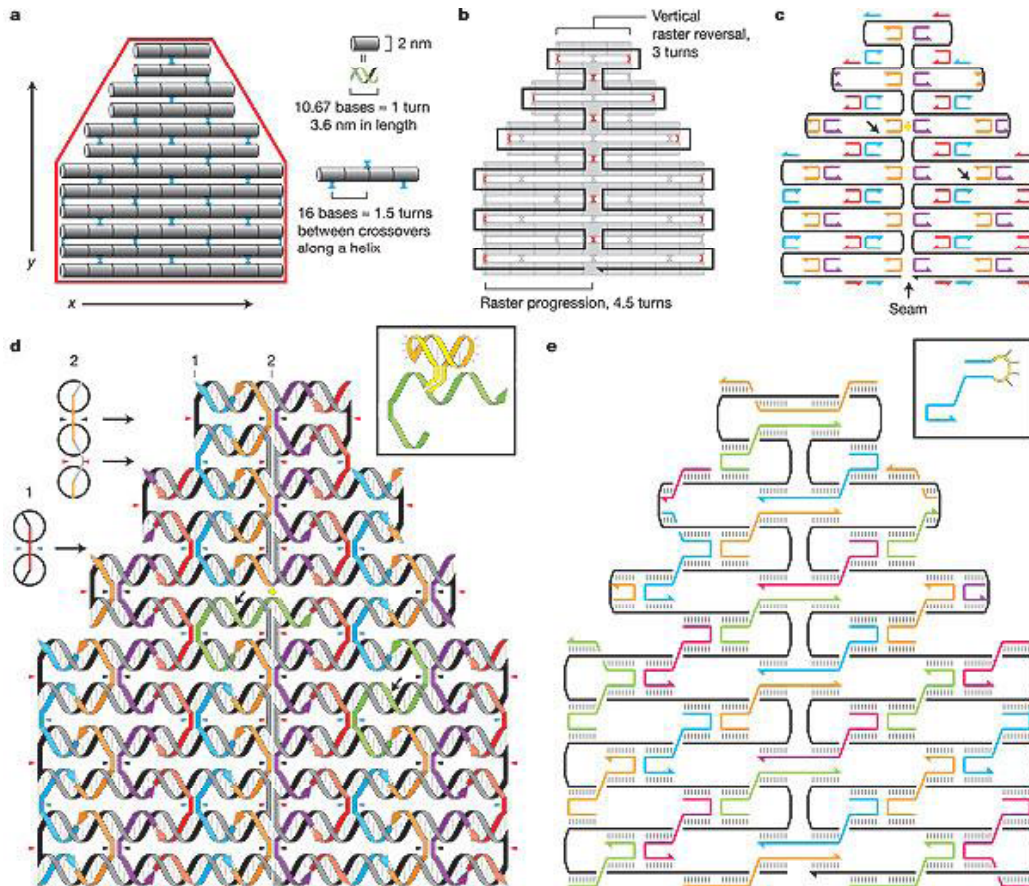 a
2 nm
10.67 bases = 1 turn
3.6 nm in length
16 bases = 1.5 turns
between crossovers
along a helix
y
x
b
Vertical
raster reversal,
3 turns
Raster progression, 4.5 turns
c
Seam
d
2
1
1
2
e